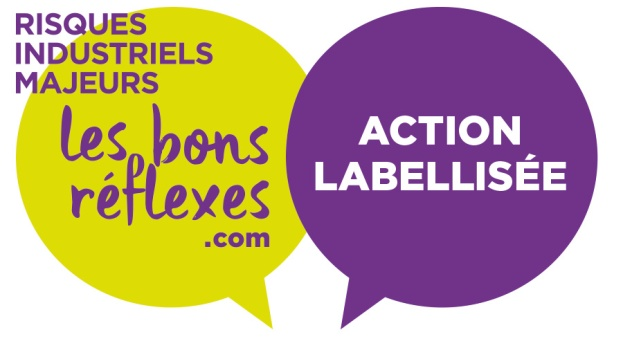 RISQUES
INDUSTRIELS
MAJEURS
les bons
réflexes
.com
ACTION
LABELLISÉE